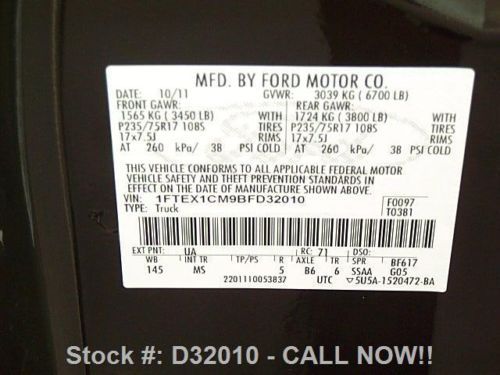 MFD. BY FORD MOTOR CO.
DATE: 10/11 GVWR: 3039 KG ( 6700 LB)
FRONT GAWR: REAR GAWR:
1565 KG ( 3450 LB) WITH 1724 KG ( 3800 LB) WITH
P235/75R17 108S TIRES P235/75R17 108S TIRES
17x7.5J RIMS 17x7.5J RIMS
AT 260 kPa/ 38 PSI COLD AT 260 kPa/ 38 PSI COLD
THIS VEHICLE CONFORMS TO ALL APPLICABLE FEDERAL MOTOR
VEHICLE SAFETY AND THEFT PREVENTION STANDARDS IN
EFFECT ON THE DATE OF MANUFACTURE SHOWN ABOVE.
VIN: 1FTEX1CM9BFD32010 F0097
TYPE: Truck T0381
EXT PNT: UA RC: 71 DSO:
WB INT TR TP/PS R AXLE TR SPR BF617
145 MS 5 B6 6 SSAA G05
2201110053837 UTC 5U5A-1520472-BA
Stock #: D32010 - CALL NOW!!